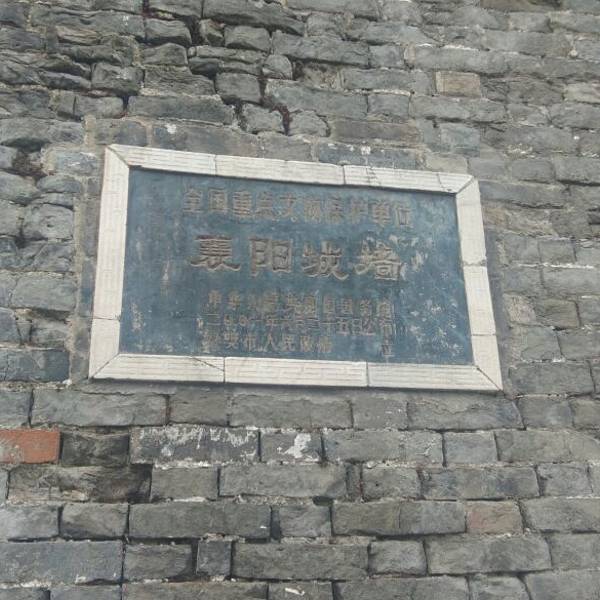 全国重点文物保护单位
襄阳城墙
中华人民共和国国务院
二〇〇一年六月二十五日公布
襄樊市人民政府 立